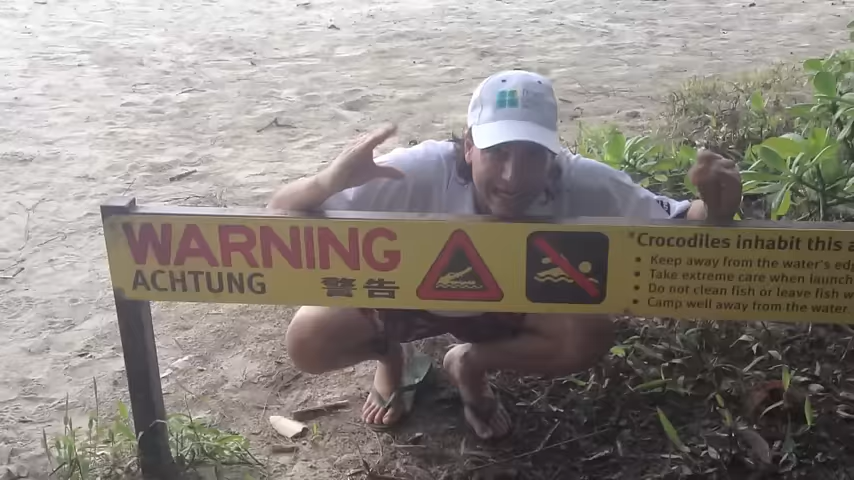 WARNING
ACHTUNG 警告
Crocodiles inhabit this
• Keep away from the water's
• Take extreme care when
• Do not clean fish or leave fish
• Camp well away from the water